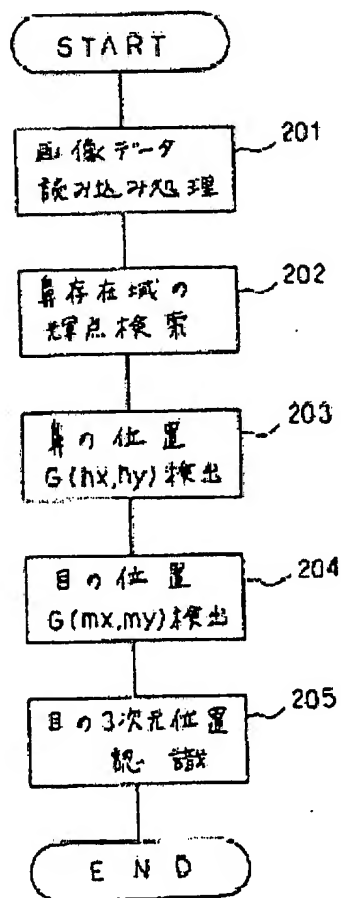 START
画像データ
読み込み処理
201
鼻存在域の
輝点検索
202
鼻の位置
G(hx,hy)検出
203
目の位置
G(mx,my)検出
204
目の3次元位置
認識
205
END